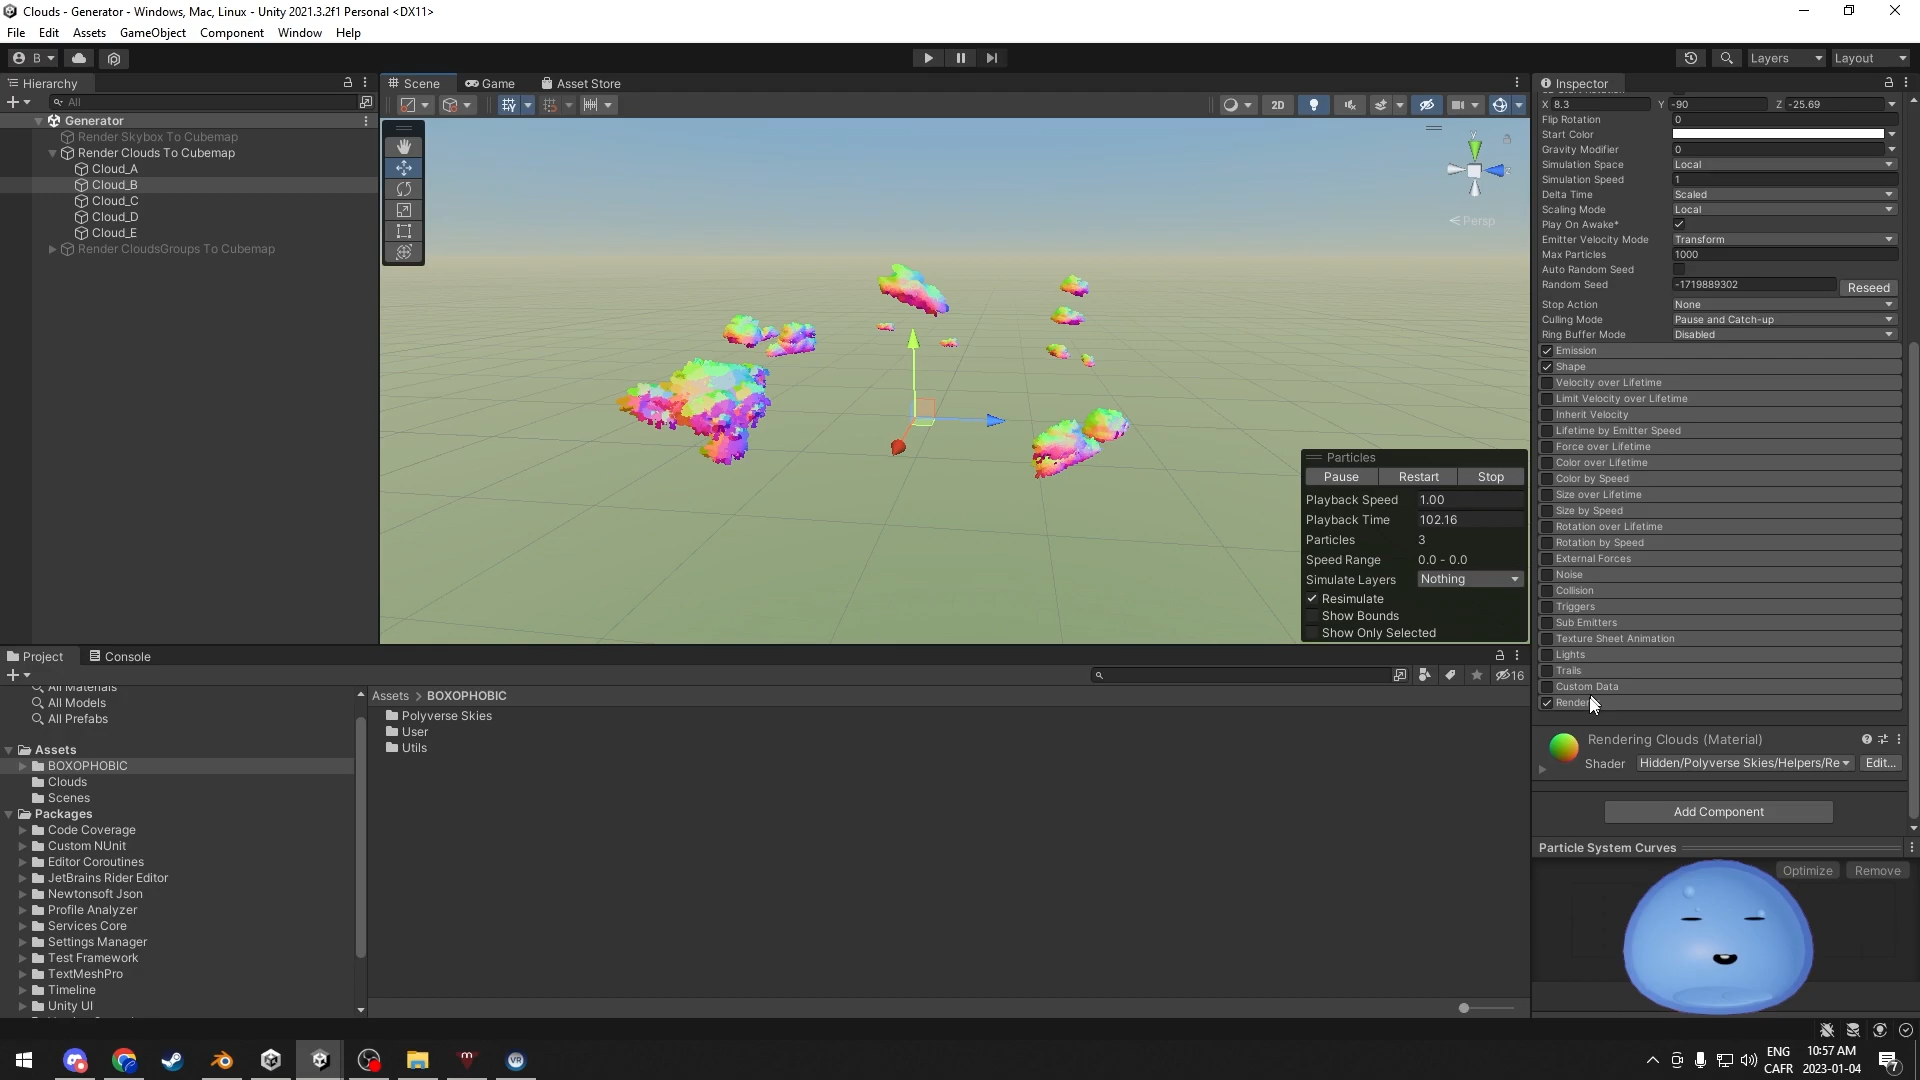 Clouds - Generator - Windows, Mac, Linux - Unity 2021.3.2f1 Personal <DX11>
File Edit Assets GameObject Component Window Help
B Layers Layout
Hierarchy
All
Generator
Render Skybox To Cubemap
Render Clouds To Cubemap
Cloud_A
Cloud_B
Cloud_C
Cloud_D
Cloud_E
Render CloudsGroups To Cubemap
Scene Game Asset Store
2D
y
z
Persp
Particles
Pause Restart Stop
Playback Speed 1.00
Playback Time 102.16
Particles 3
Speed Range 0.0 - 0.0
Simulate Layers Nothing
Resimulate
Show Bounds
Show Only Selected
Inspector
X 8.3 Y -90 Z -25.69
Flip Rotation 0
Start Color
Gravity Modifier 0
Simulation Space Local
Simulation Speed 1
Delta Time Scaled
Scaling Mode Local
Play On Awake*
Emitter Velocity Mode Transform
Max Particles 1000
Auto Random Seed
Random Seed -1719889302 Reseed
Stop Action None
Culling Mode Pause and Catch-up
Ring Buffer Mode Disabled
Emission
Shape
Velocity over Lifetime
Limit Velocity over Lifetime
Inherit Velocity
Lifetime by Emitter Speed
Force over Lifetime
Color over Lifetime
Color by Speed
Size over Lifetime
Size by Speed
Rotation over Lifetime
Rotation by Speed
External Forces
Noise
Collision
Triggers
Sub Emitters
Texture Sheet Animation
Lights
Trails
Custom Data
Rendering Clouds (Material)
Shader Hidden/Polyverse Skies/Helpers/Re Edit...
Add Component
Particle System Curves
Optimize Remove
Project Console
16
All Materials
All Models
All Prefabs
Assets
BOXOPHOBIC
Clouds
Scenes
Packages
Code Coverage
Custom NUnit
Editor Coroutines
JetBrains Rider Editor
Newtonsoft Json
Profile Analyzer
Services Core
Settings Manager
Test Framework
TextMeshPro
Timeline
Unity UI
Assets > BOXOPHOBIC
Polyverse Skies
User
Utils
ENG
CAFR
10:57 AM
2023-01-04
7